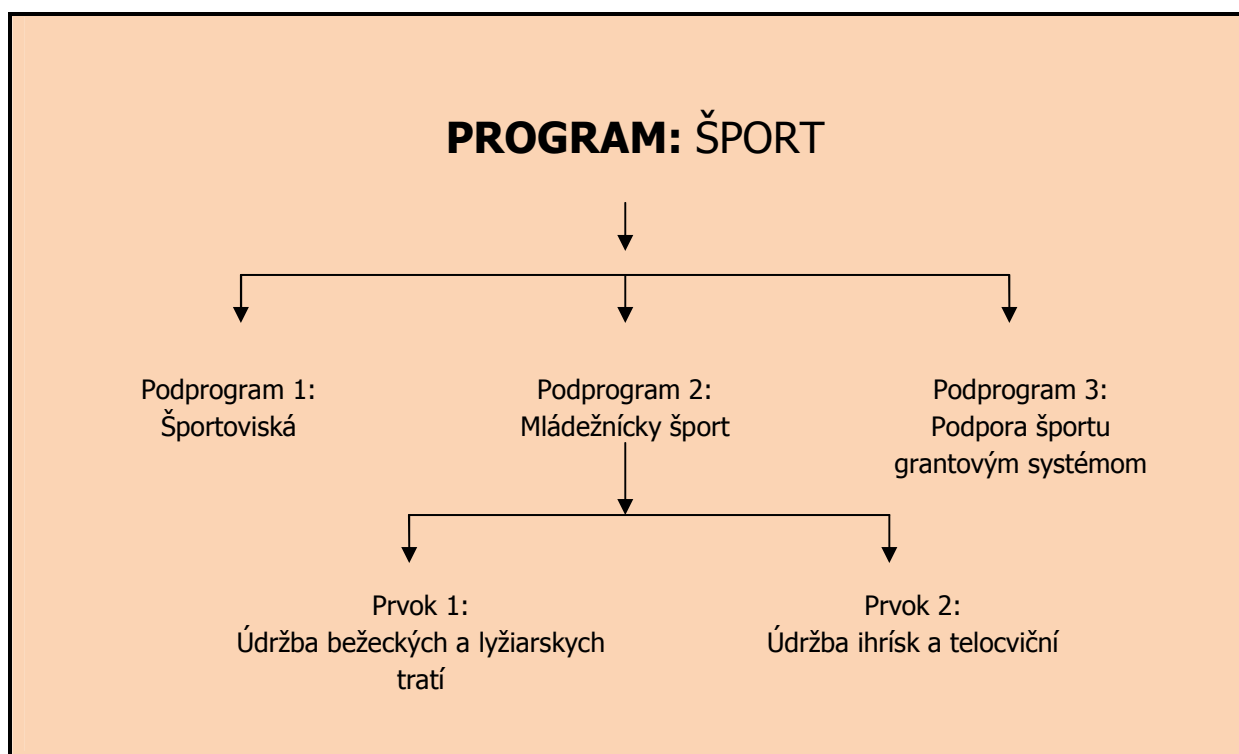 PROGRAM: ŠPORT
Podprogram 1:
Športoviská
Podprogram 2:
Mládežnícky šport
Podprogram 3:
Podpora športu
grantovým systémom
Prvok 1:
Údržba bežeckých a lyžiarskych
tratí
Prvok 2:
Údržba ihrísk a telocviční